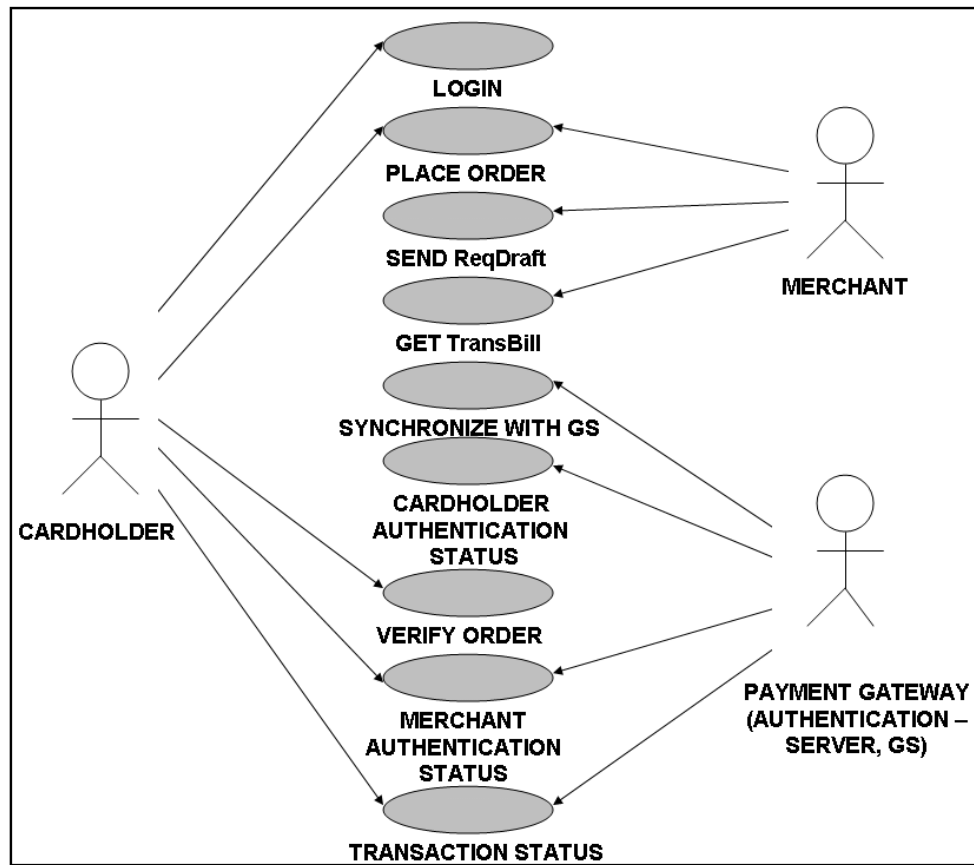 LOGIN
PLACE ORDER
SEND ReqDraft
MERCHANT
GET TransBill
SYNCHRONIZE WITH GS
CARDHOLDER
AUTHENTICATION
STATUS
CARDHOLDER
VERIFY ORDER
MERCHANT
AUTHENTICATION
STATUS
PAYMENT GATEWAY
(AUTHENTICATION –
SERVER, GS)
TRANSACTION STATUS